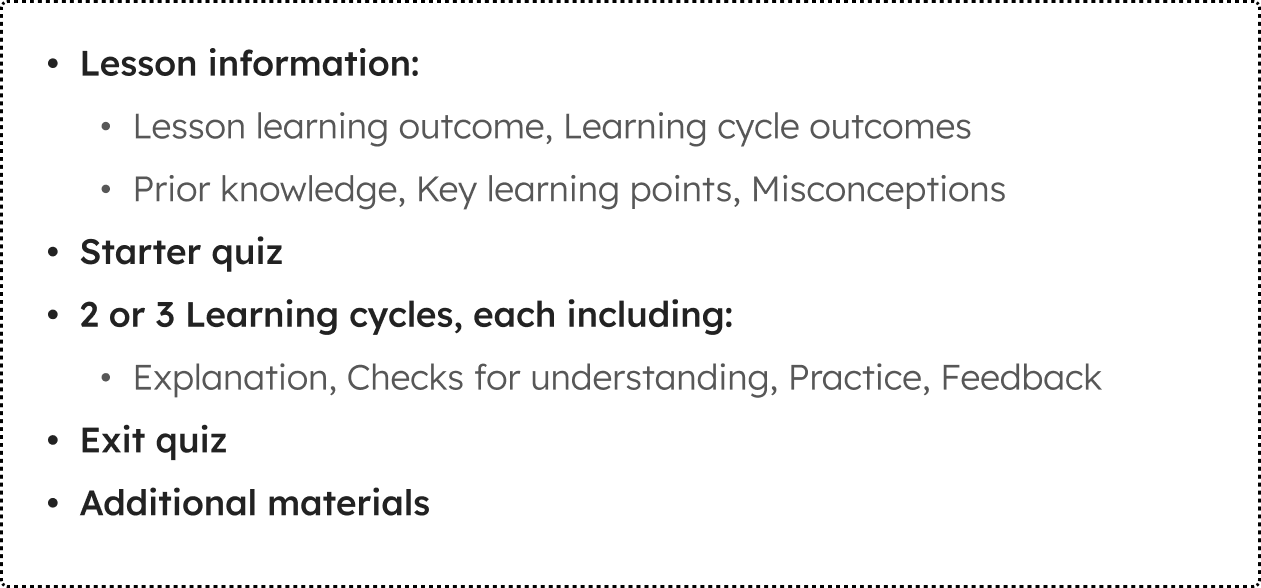 • Lesson information:
• Lesson learning outcome, Learning cycle outcomes
• Prior knowledge, Key learning points, Misconceptions
• Starter quiz
• 2 or 3 Learning cycles, each including:
• Explanation, Checks for understanding, Practice, Feedback
• Exit quiz
• Additional materials